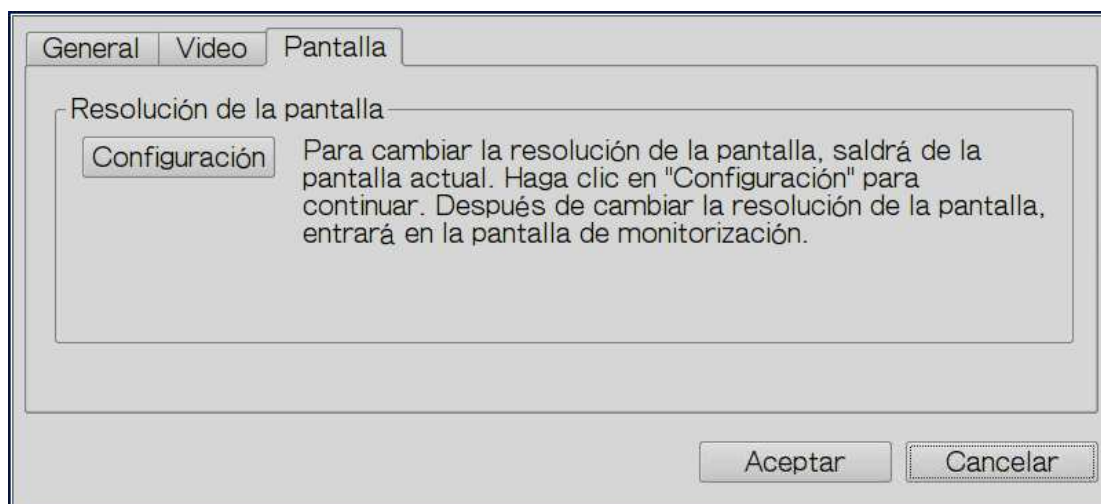 General Video Pantalla
Resolución de la pantalla
Configuración
Para cambiar la resolución de la pantalla, saldrá de la
pantalla actual. Haga clic en "Configuración" para
continuar. Después de cambiar la resolución de la pantalla,
entrará en la pantalla de monitorización.
Aceptar Cancelar